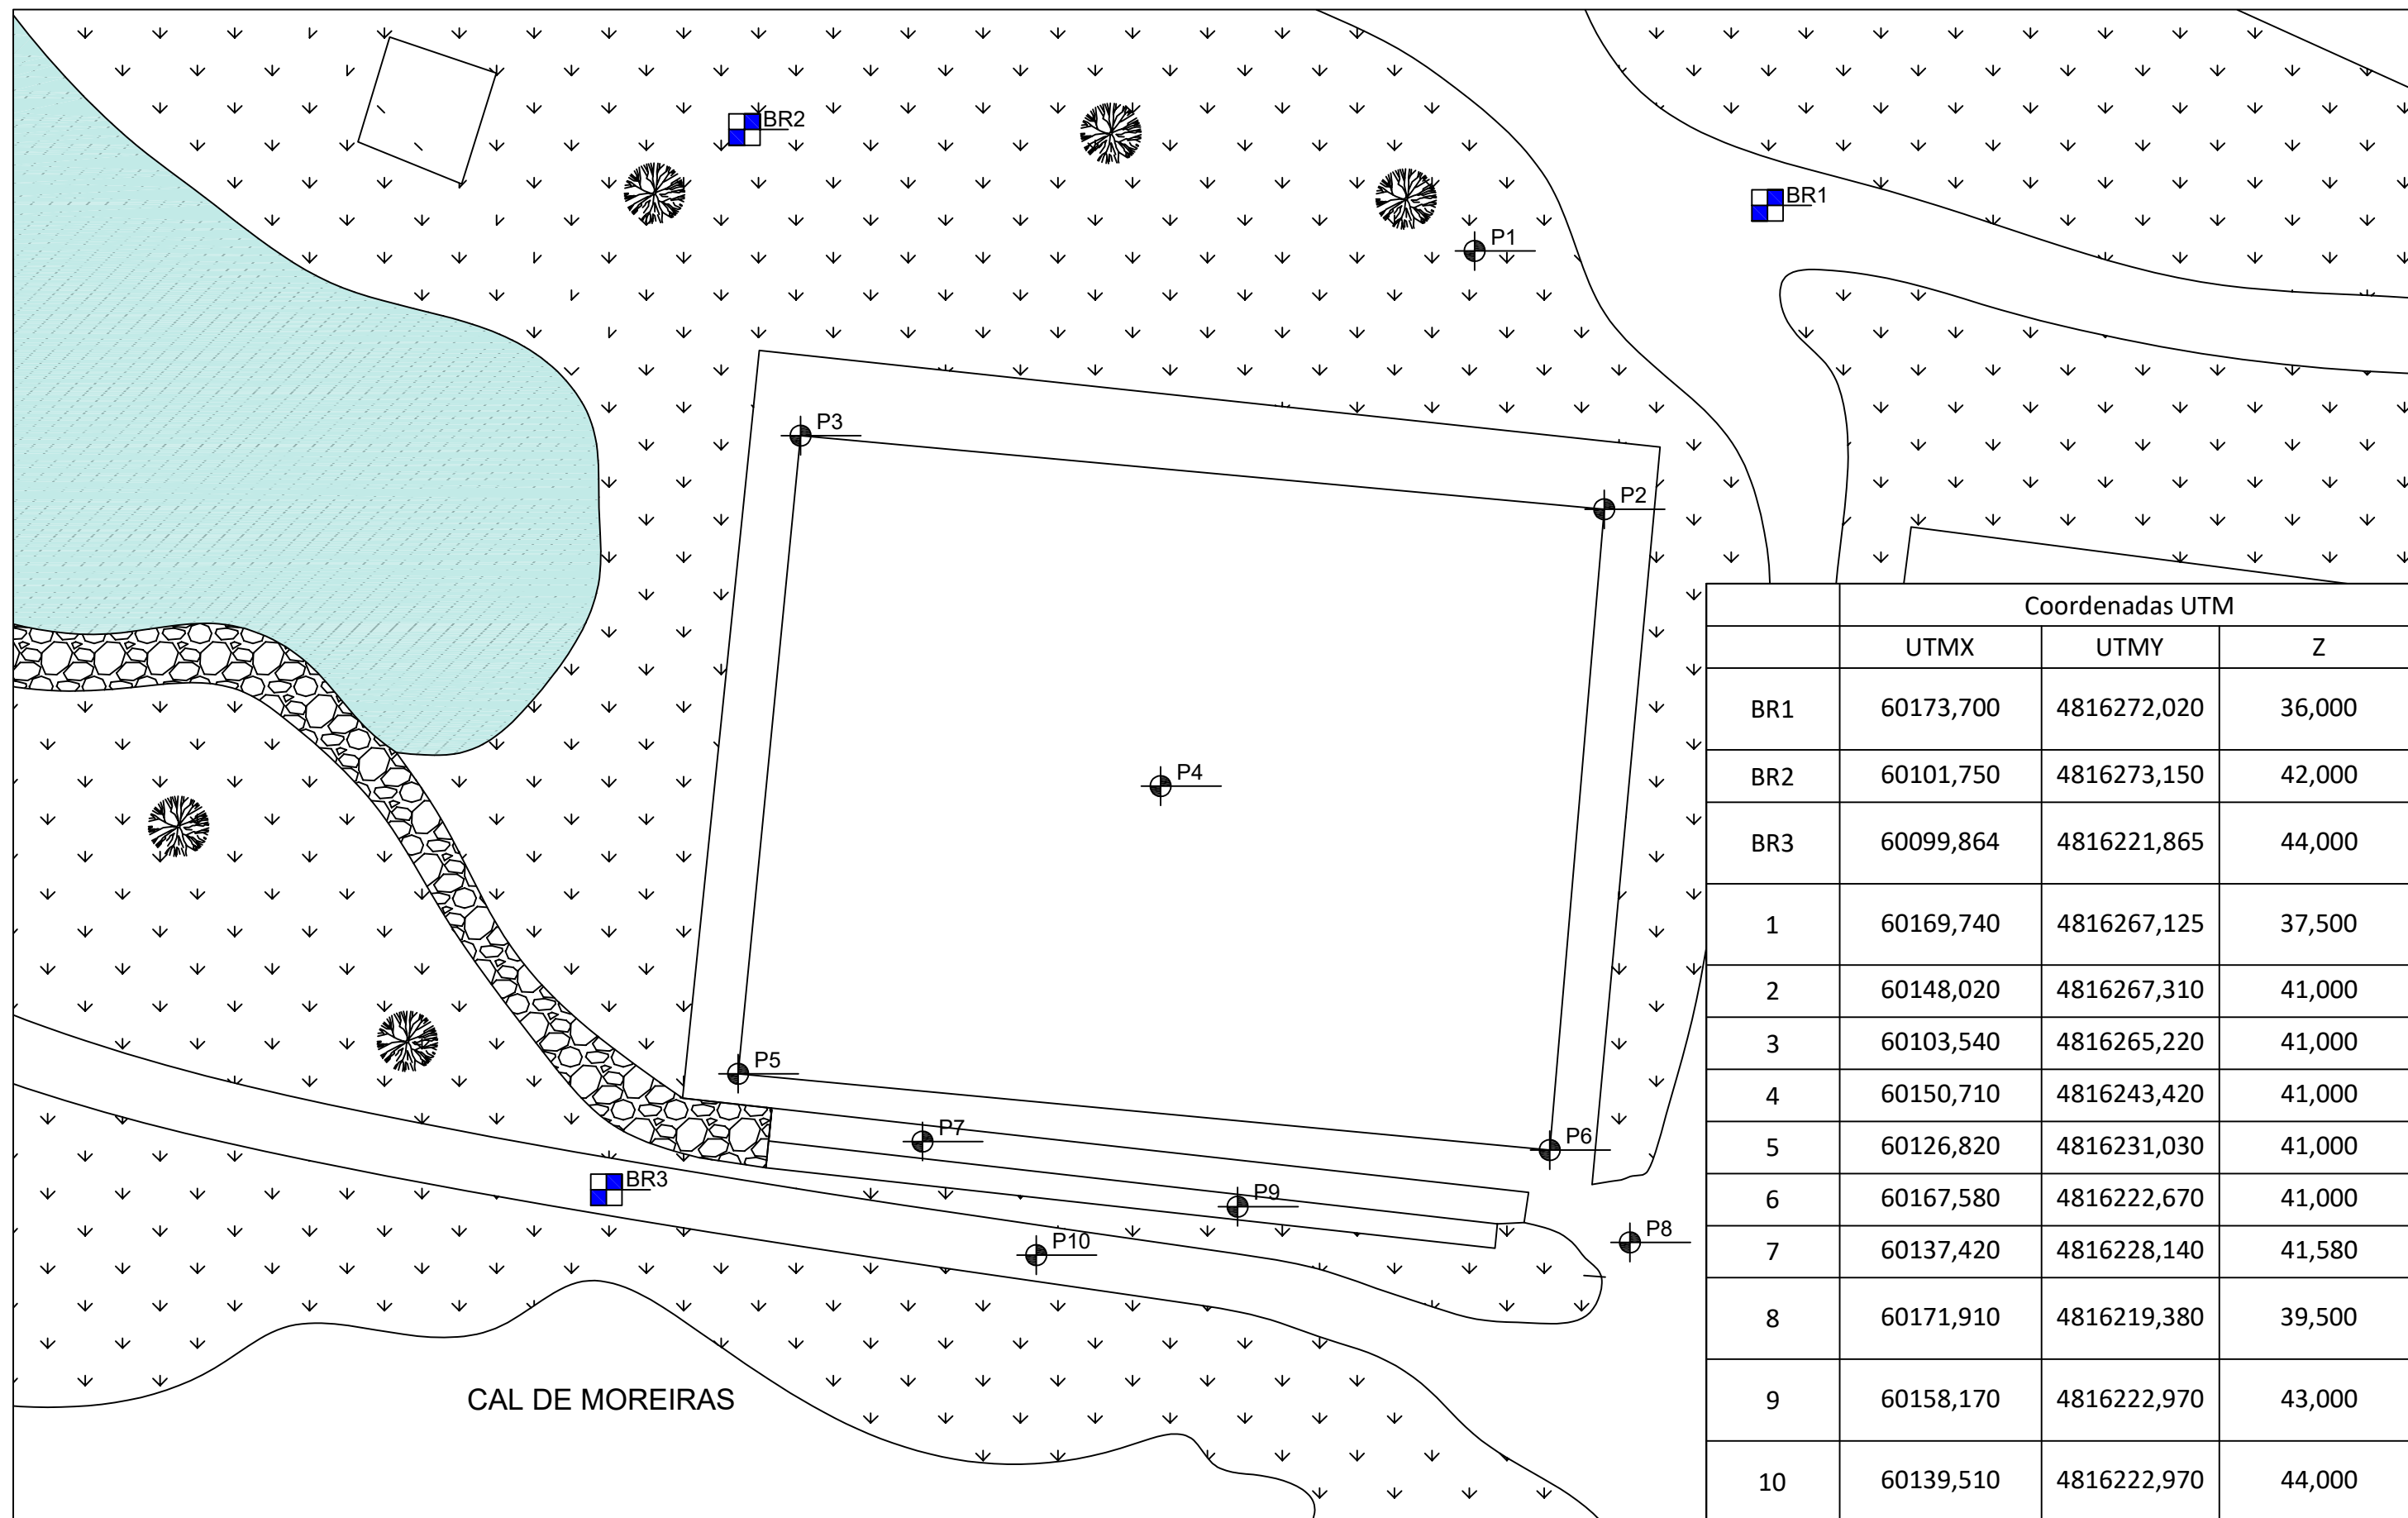 BR2
BR1
P1
P3
P2
P4
P5
P7
P6
BR3
P9
P8
P10
CAL DE MOREIRAS
Coordenadas UTM
UTMX UTMY Z
BR1 60173,700 4816272,020 36,000
BR2 60101,750 4816273,150 42,000
BR3 60099,864 4816221,865 44,000
1 60169,740 4816267,125 37,500
2 60148,020 4816267,310 41,000
3 60103,540 4816265,220 41,000
4 60150,710 4816243,420 41,000
5 60126,820 4816231,030 41,000
6 60167,580 4816222,670 41,000
7 60137,420 4816228,140 41,580
8 60171,910 4816219,380 39,500
9 60158,170 4816222,970 43,000
10 60139,510 4816222,970 44,000